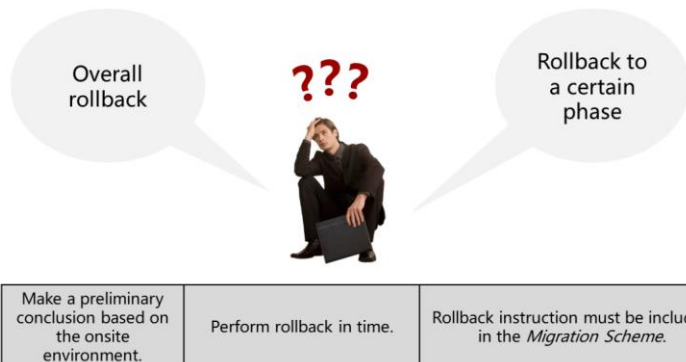 Overall
rollback
???
Rollback to
a certain
phase
Make a preliminary
conclusion based on
the onsite
environment.
Perform rollback in time.
Rollback instruction must be includ
in the Migration Scheme.